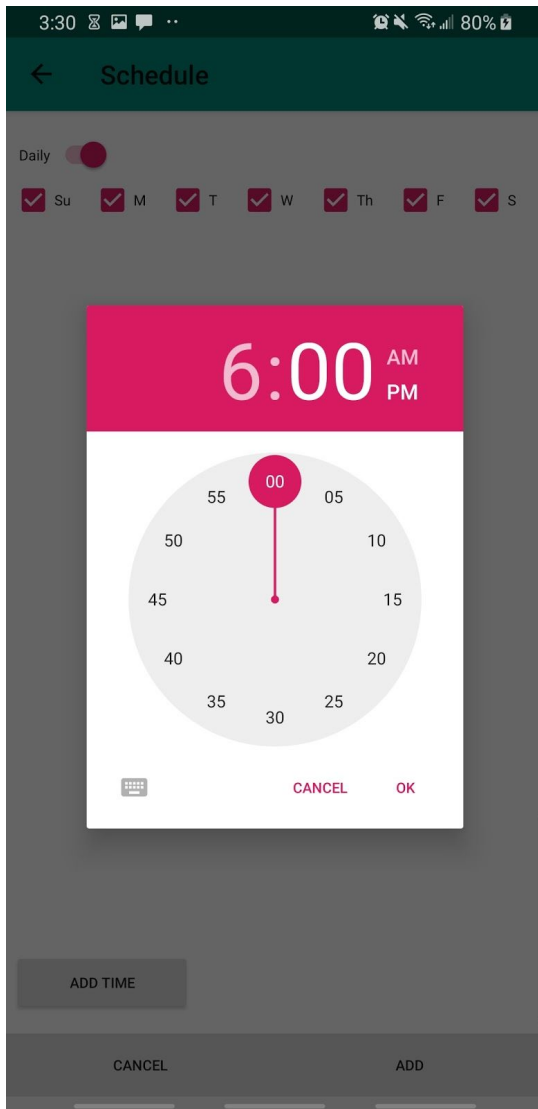 3:30 80%
Schedule
Daily
Su M T W Th F S
6:00 AM
PM
00
55 05
50 10
45 15
40 20
35 25
30
CANCEL OK
ADD TIME
CANCEL ADD